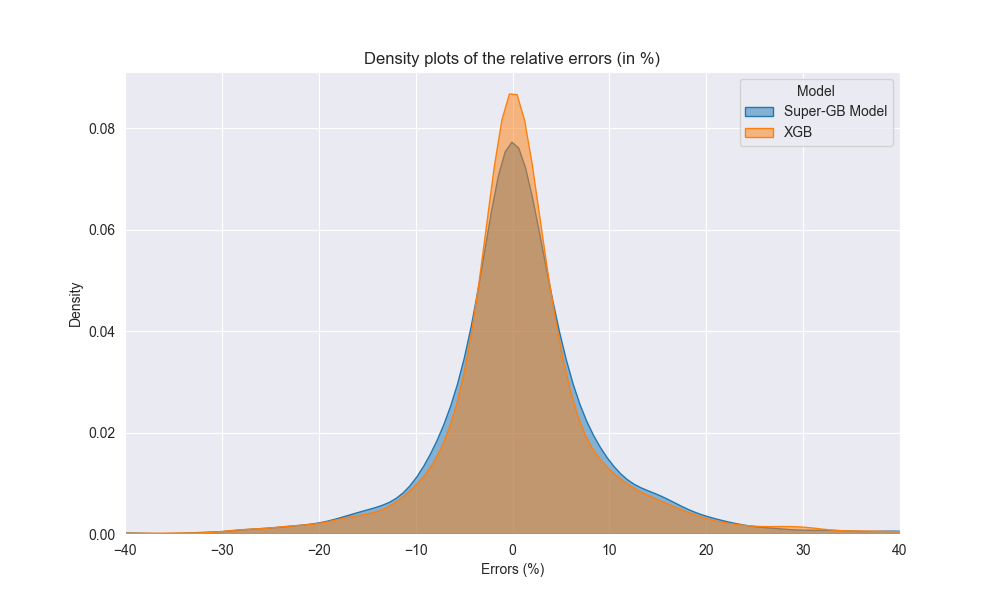 Density plots of the relative errors (in %)
Model
Super-GB Model
XGB
0.08
0.06
0.04
0.02
0.00
Density
−40
−30
−20
−10
0
10
20
30
40
Errors (%)